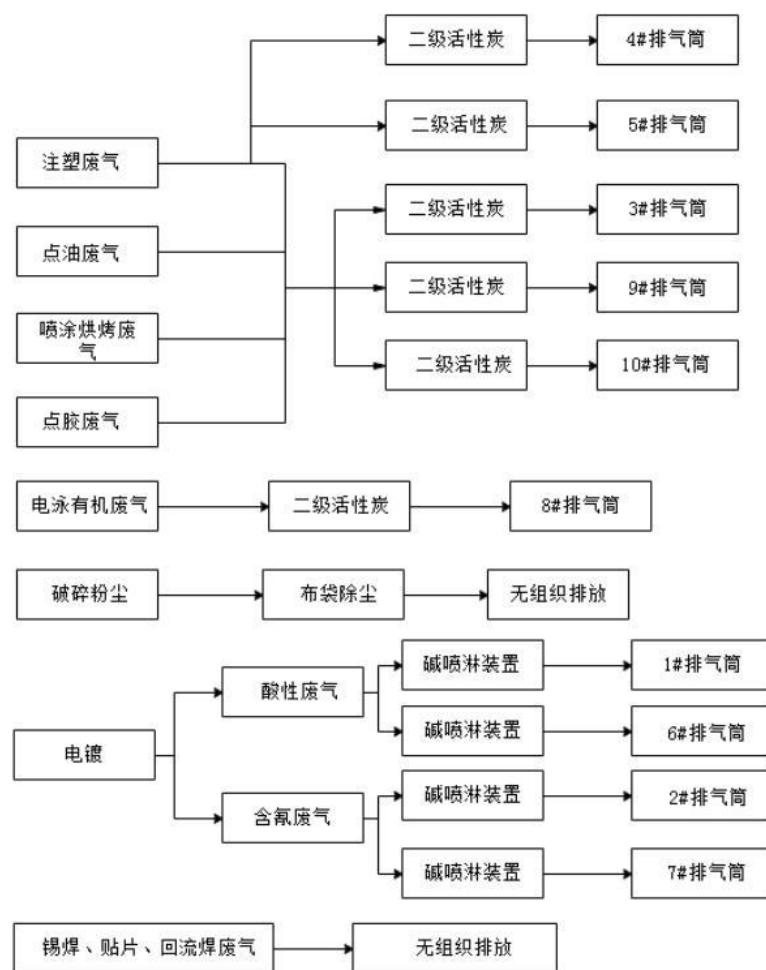 二级活性炭
4#排气筒
二级活性炭
5#排气筒
注塑废气
二级活性炭
3#排气筒
点油废气
二级活性炭
9#排气筒
喷涂烘烤废
气
二级活性炭
10#排气筒
点胶废气
电泳有机废气
二级活性炭
8#排气筒
破碎粉尘
布袋除尘
无组织排放
酸性废气
碱喷淋装置
1#排气筒
碱喷淋装置
6#排气筒
电镀
含氰废气
碱喷淋装置
2#排气筒
碱喷淋装置
7#排气筒
锡焊、贴片、回流焊废气
无组织排放